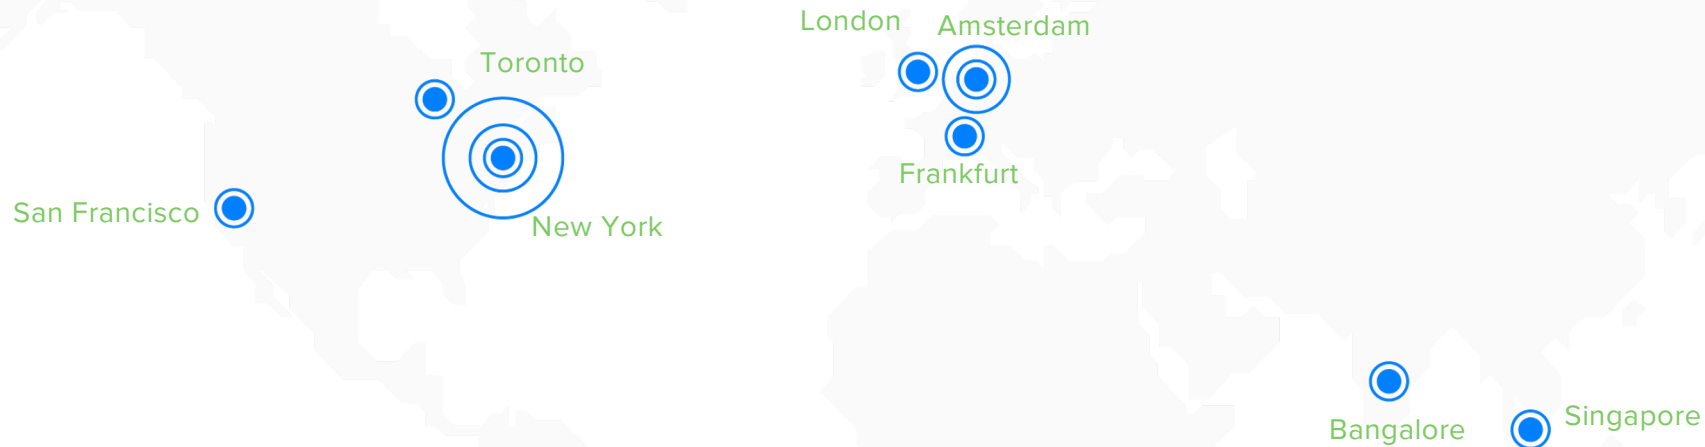 London
Amsterdam
Toronto
Frankfurt
San Francisco
New York
Singapore
Bangalore